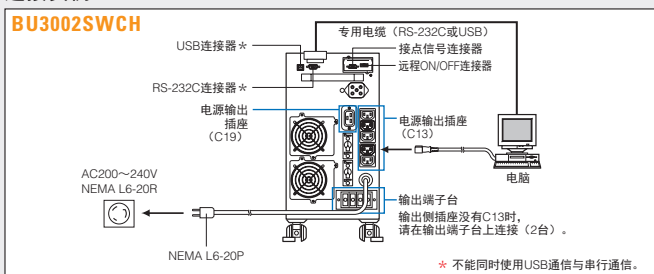 BU3002SWCH
专用电缆（RS-232C或USB）
USB连接器＊
接点信号连接器
远程ON/OFF连接器
RS-232C连接器＊
电源输出
插座
（C19）
电源输出插座
（C13）
电脑
AC200～240V
NEMA L6-20R
输出端子台
输出侧插座没有C13时，
请在输出端子台上连接（2台）。
NEMA L6-20P
＊ 不能同时使用USB通信与串行通信。